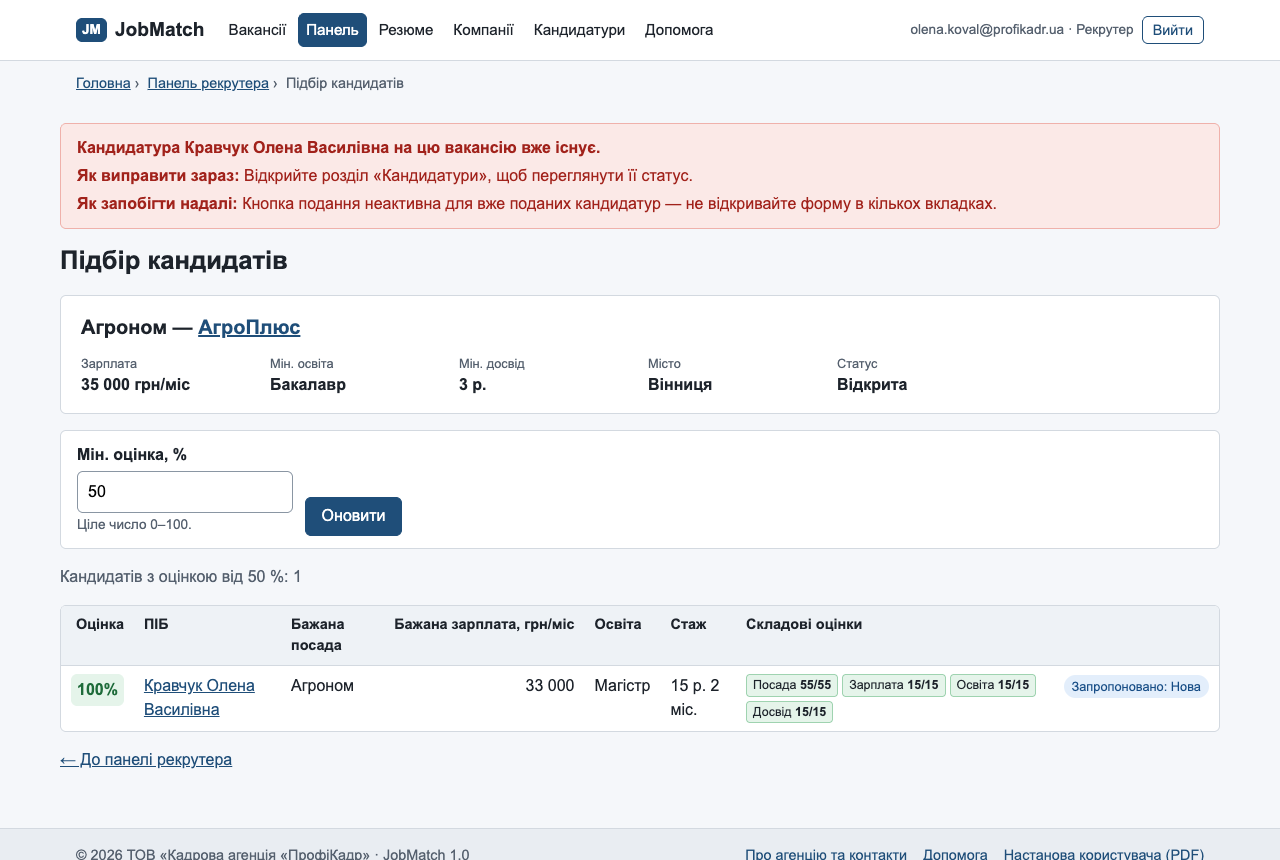 JM JobMatch Вакансії Панель Резюме Компанії Кандидатури Допомога olena.koval@profikadr.ua · Рекрутер Вийти
Головна › Панель рекрутера › Підбір кандидатів
Кандидатура Кравчук Олена Василівна на цю вакансію вже існує.
Як виправити зараз: Відкрийте розділ «Кандидатури», щоб переглянути її статус.
Як запобігти надалі: Кнопка подання неактивна для вже поданих кандидатур — не відкривайте форму в кількох вкладках.
Підбір кандидатів
Агроном — АгроПлюс
Зарплата Мін. освіта Мін. досвід Місто Статус
35 000 грн/міс Бакалавр 3 р. Вінниця Відкрита
Мін. оцінка, %
50
Ціле число 0–100.
Оновити
Кандидатів з оцінкою від 50 %: 1
Оцінка ПІБ Бажана посада Бажана зарплата, грн/міс Освіта Стаж Складові оцінки
100% Кравчук Олена Василівна Агроном 33 000 Магістр 15 р. 2 міс. Посада 55/55 Зарплата 15/15 Освіта 15/15 Досвід 15/15 Запропоновано: Нова
← До панелі рекрутера
© 2026 ТОВ «Кадрова агенція «ПрофіКадр» · JobMatch 1.0 Про агенцію та контакти Допомога Настанова користувача (PDF)